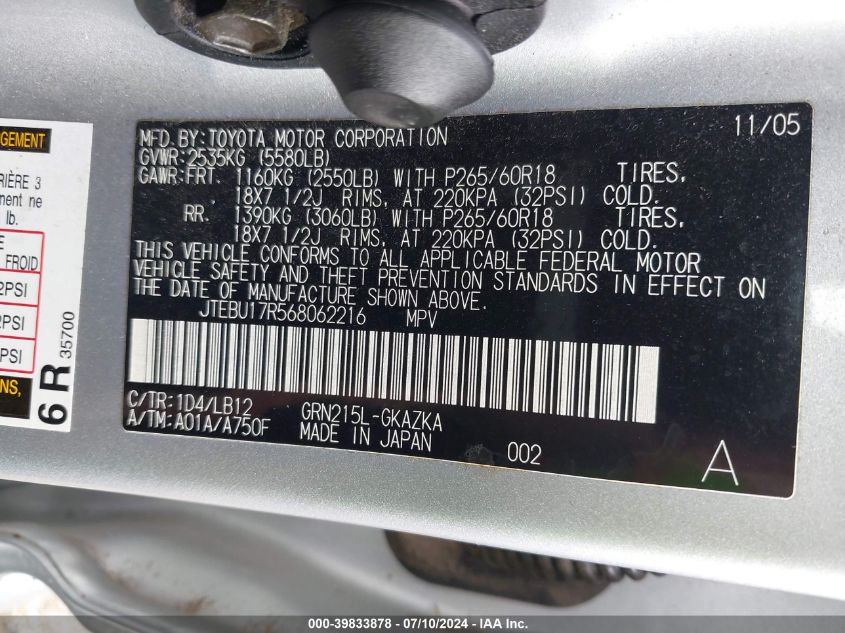 GEMENT
RIÈRE 3
ment ne
lb.
E
FROID
2PSI
2PSI
PSI
NS,
6 R 35700
MFD.BY:TOYOTA MOTOR CORPORATION 11/05
GVWR:2535KG (5580LB)
GAWR:FRT. 1160KG (2550LB) WITH P265/60R18 TIRES,
18X7 1/2J RIMS, AT 220KPA (32PSI) COLD.
RR. 1390KG (3060LB) WITH P265/60R18 TIRES,
18X7 1/2J RIMS, AT 220KPA (32PSI) COLD.
THIS VEHICLE CONFORMS TO ALL APPLICABLE FEDERAL MOTOR
VEHICLE SAFETY AND THEFT PREVENTION STANDARDS IN EFFECT ON
THE DATE OF MANUFACTURE SHOWN ABOVE.
JTEBU17R568062216 MPV
C/TR:1D4/LB12 GRN215L-GKAZKA
A/TM:A01A/A750F MADE IN JAPAN 002 A
000-39833878 - 07/10/2024 - IAA Inc.